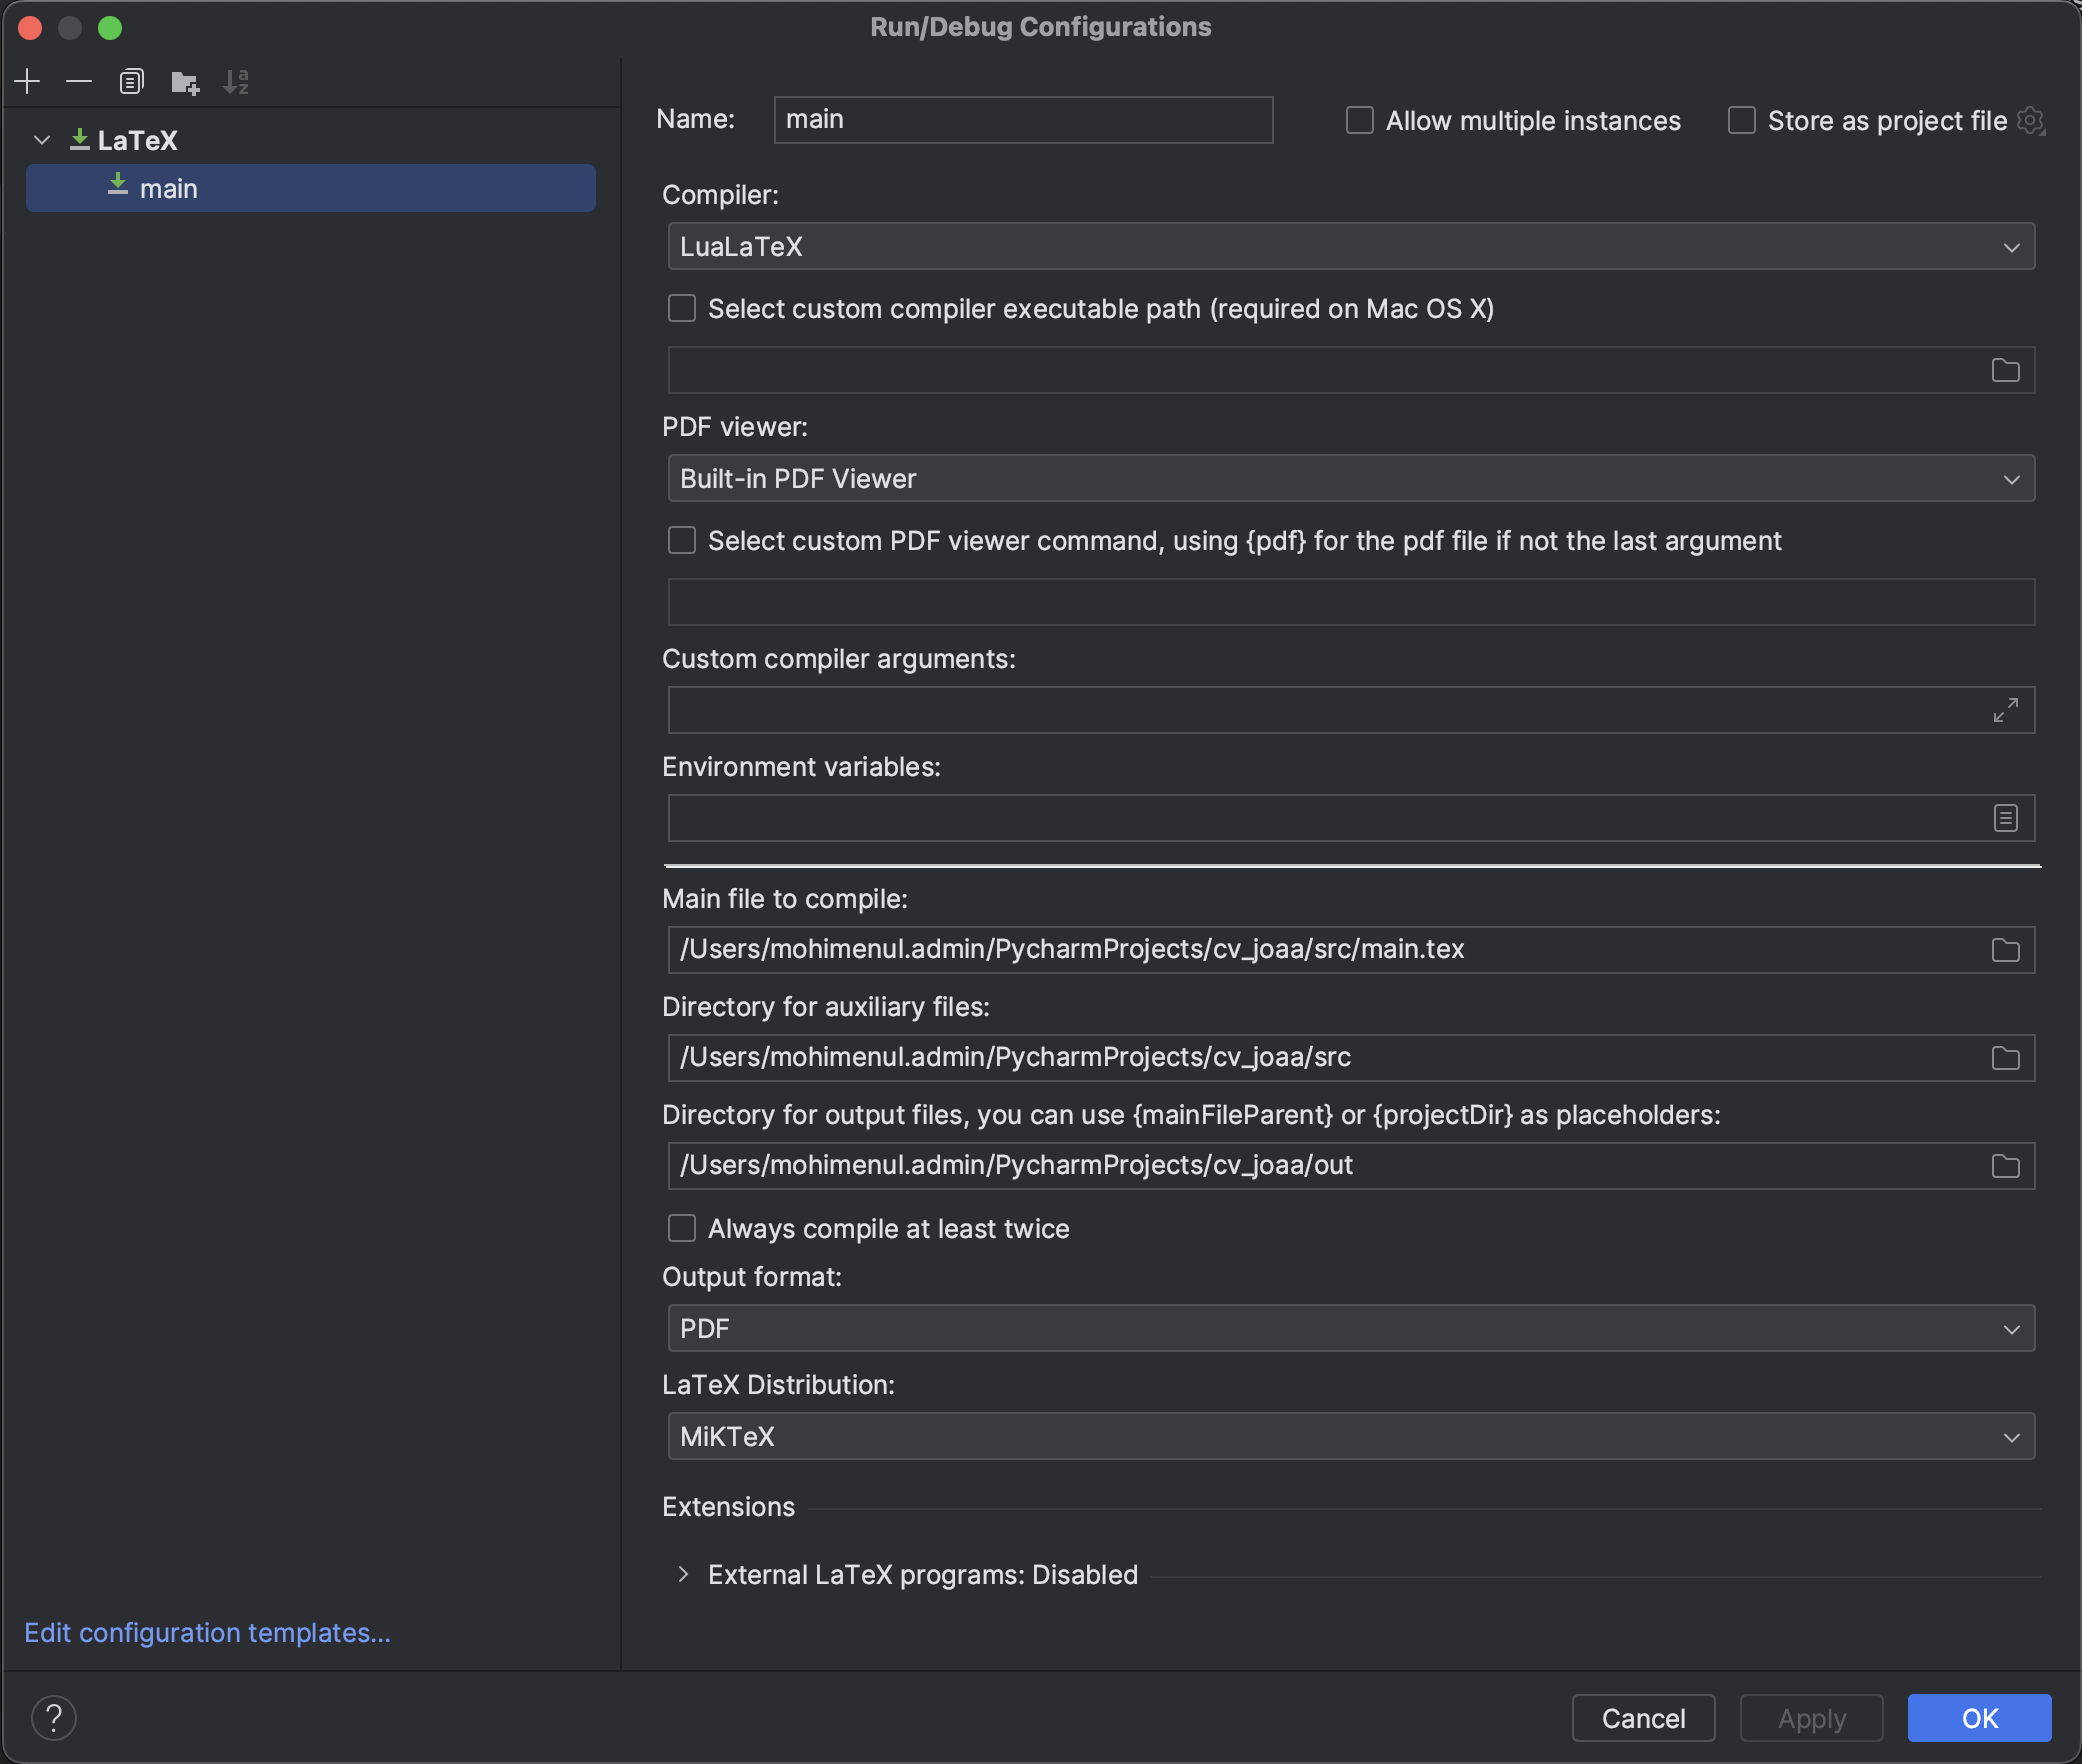 Run/Debug Configurations
LaTeX
main
Edit configuration templates...
Name: main Allow multiple instances Store as project file
Compiler:
LuaLaTeX
Select custom compiler executable path (required on Mac OS X)
PDF viewer:
Built-in PDF Viewer
Select custom PDF viewer command, using {pdf} for the pdf file if not the last argument
Custom compiler arguments:
Environment variables:
Main file to compile:
/Users/mohimenul.admin/PycharmProjects/cv_joaa/src/main.tex
Directory for auxiliary files:
/Users/mohimenul.admin/PycharmProjects/cv_joaa/src
Directory for output files, you can use {mainFileParent} or {projectDir} as placeholders:
/Users/mohimenul.admin/PycharmProjects/cv_joaa/out
Always compile at least twice
Output format:
PDF
LaTeX Distribution:
MiKTeX
Extensions
External LaTeX programs: Disabled
? Cancel Apply OK